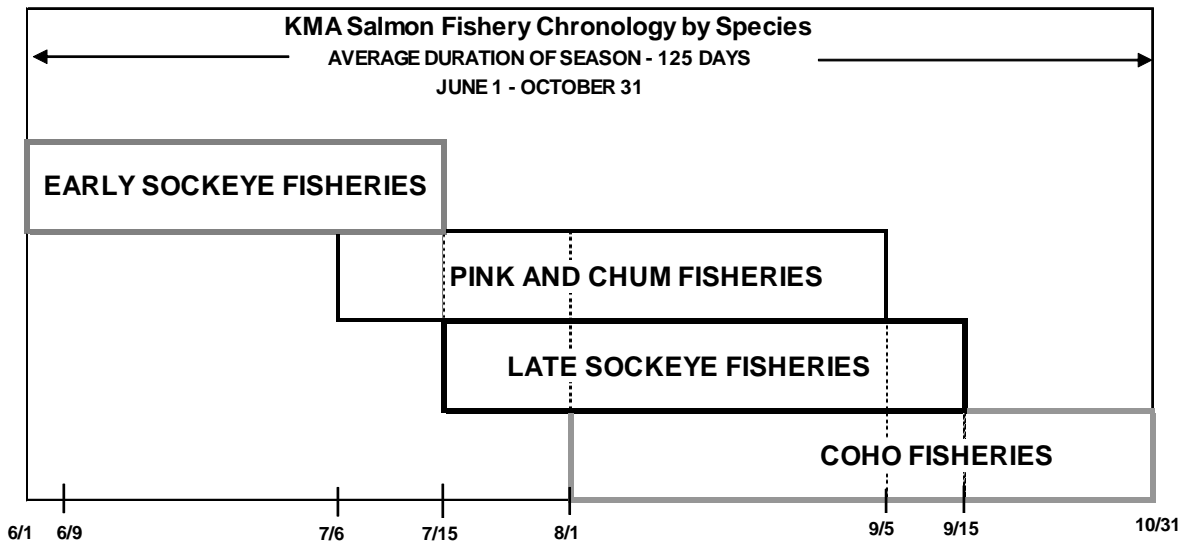 KMA Salmon Fishery Chronology by Species
AVERAGE DURATION OF SEASON - 125 DAYS
JUNE 1 - OCTOBER 31
EARLY SOCKEYE FISHERIES
PINK AND CHUM FISHERIES
LATE SOCKEYE FISHERIES
COHO FISHERIES
6/1 6/9 7/6 7/15 8/1 9/5 9/15 10/31